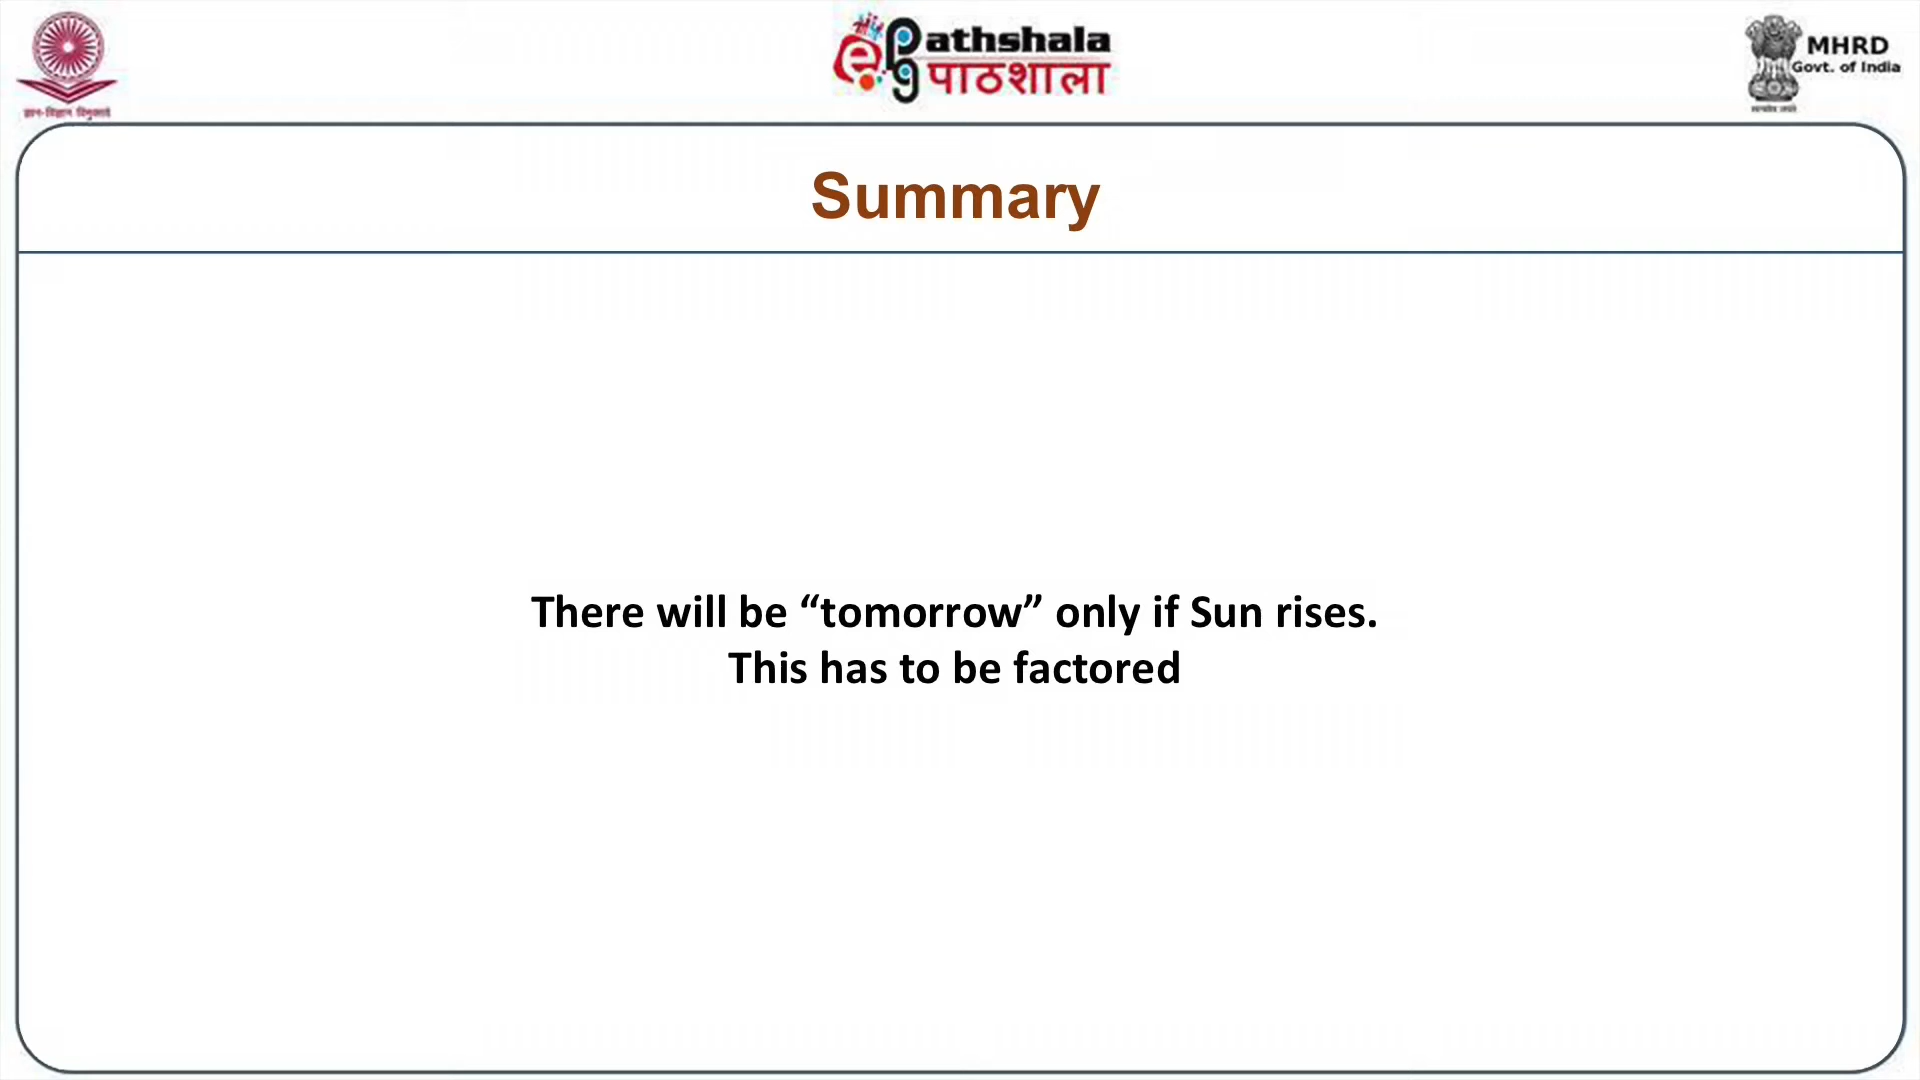 Pathshala
पाठशाला
MHRD
Govt. of India
ज्ञान-विज्ञान विमुक्तये
Summary
There will be “tomorrow” only if Sun rises.
This has to be factored